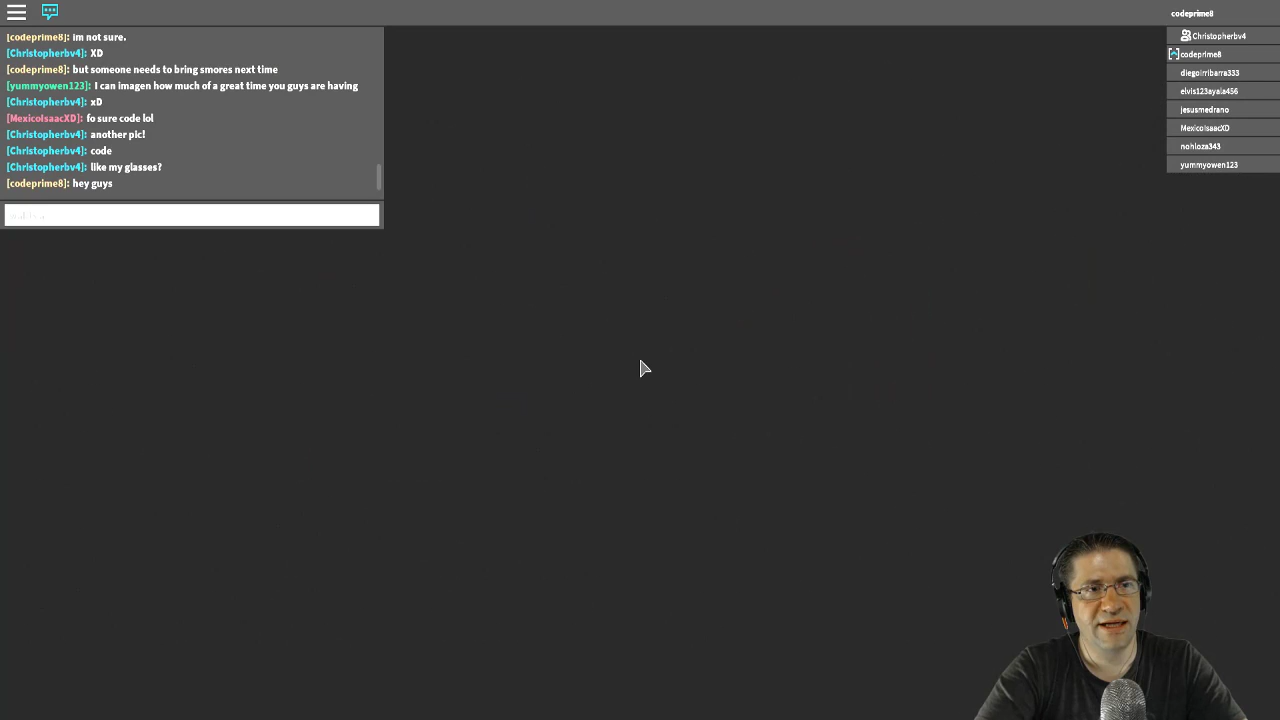 codeprime8
[codeprime8]: im not sure.
[Christopherbv4]: XD
[codeprime8]: but someone needs to bring smores next time
[yummyowen123]: I can imagen how much of a great time you guys are having
[Christopherbv4]: xD
[MexicoIsaacXD]: fo sure code lol
[Christopherbv4]: another pic!
[Christopherbv4]: code
[Christopherbv4]: like my glasses?
[codeprime8]: hey guys
Christopherbv4
codeprime8
diegoirribarra333
elvis123ayala456
jesusmedrano
MexicoIsaacXD
nohloza343
yummyowen123